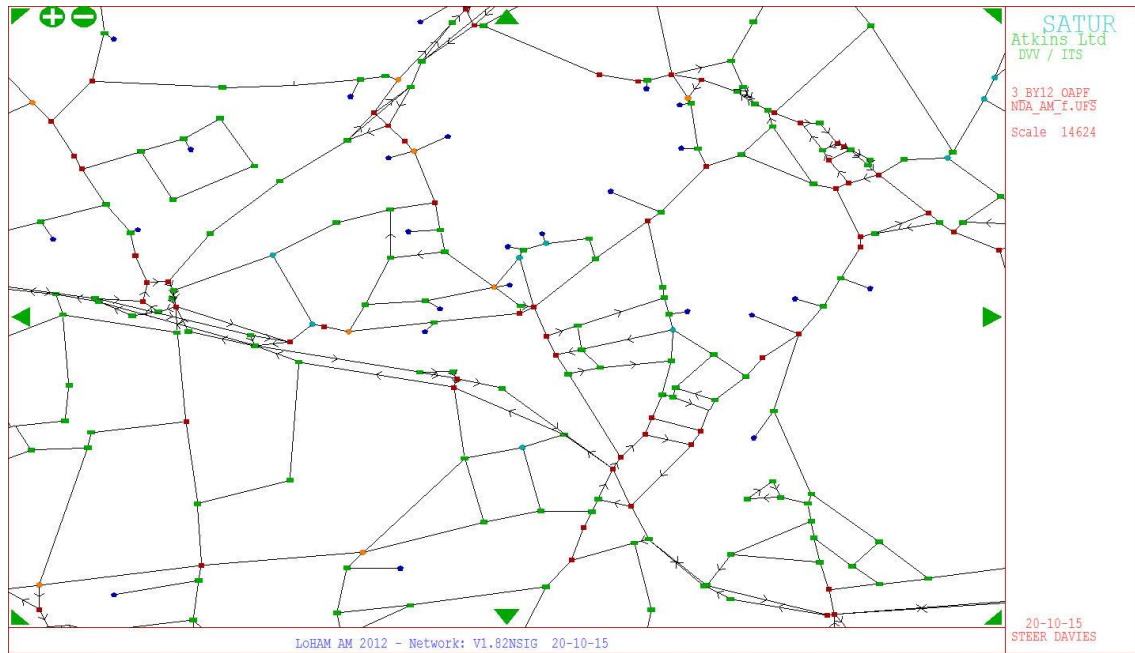 SATUR
Atkins Ltd
DVV / ITS
3_BY12_OAPF_
NDA_AM_f.UFS
Scale 14624
20-10-15
STEER DAVIES
LoHAM AM 2012 - Network: V1.82NSIG 20-10-15